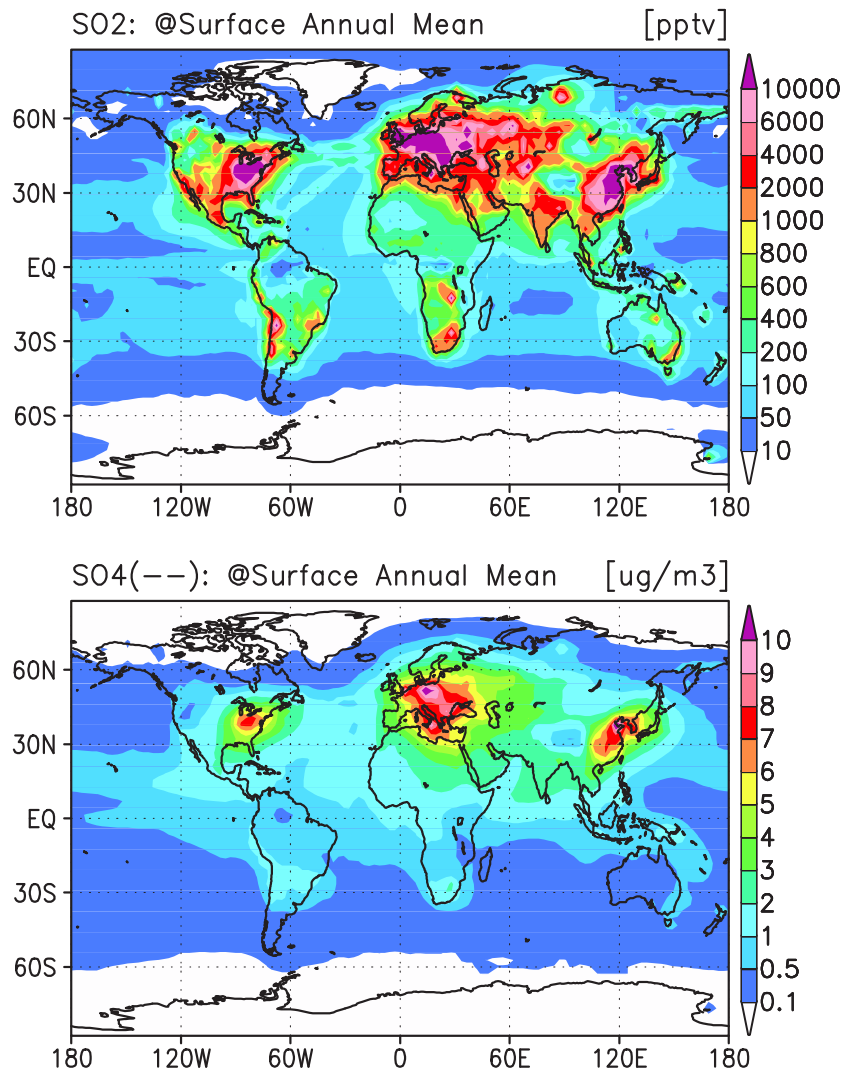 SO2: @Surface Annual Mean [pptv]
10000
6000
4000
2000
1000
800
600
400
200
100
50
10
60N
30N
EQ
30S
60S
180 120W 60W 0 60E 120E 180
SO4(--): @Surface Annual Mean [ug/m3]
10
9
8
7
6
5
4
3
2
1
0.5
0.1
60N
30N
EQ
30S
60S
180 120W 60W 0 60E 120E 180